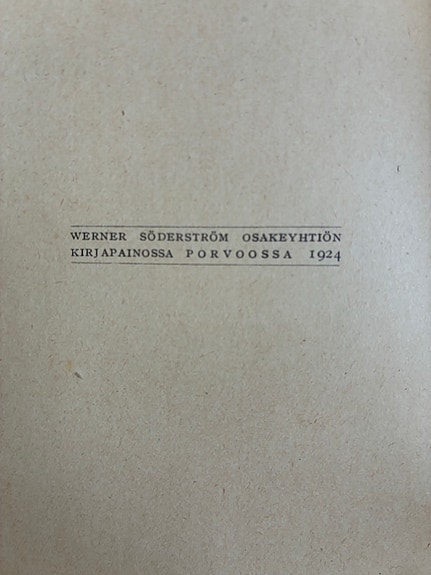 WERNER SÖDERSTRÖM OSAKEYHTIÖN
KIRJAPAINOSSA PORVOOSSA 1924